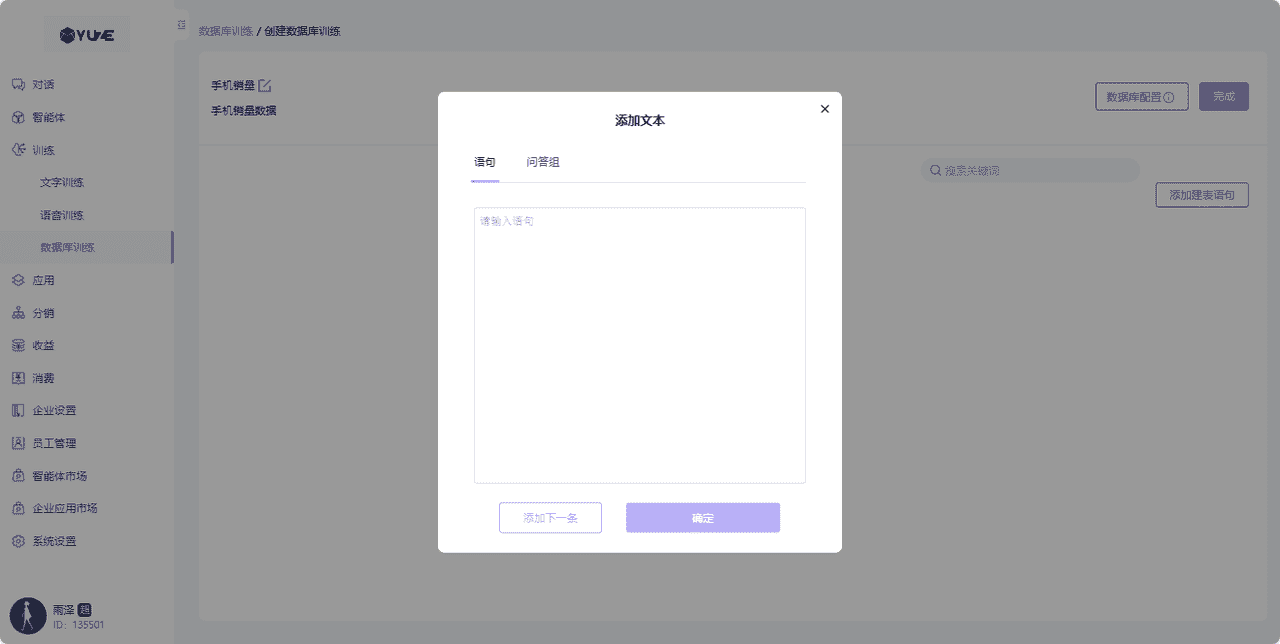 YUZE
数据库训练 / 创建数据库训练
对话
智能体
训练
文字训练
语音训练
数据库训练
应用
分销
收益
消费
企业设置
员工管理
智能体市场
企业应用市场
系统设置
雨泽 超
ID: 135501
手机销量
手机销量数据
数据库配置
完成
搜索关键词
添加建表语句
添加文本
语句
问答组
请输入语句
添加下一条
确定